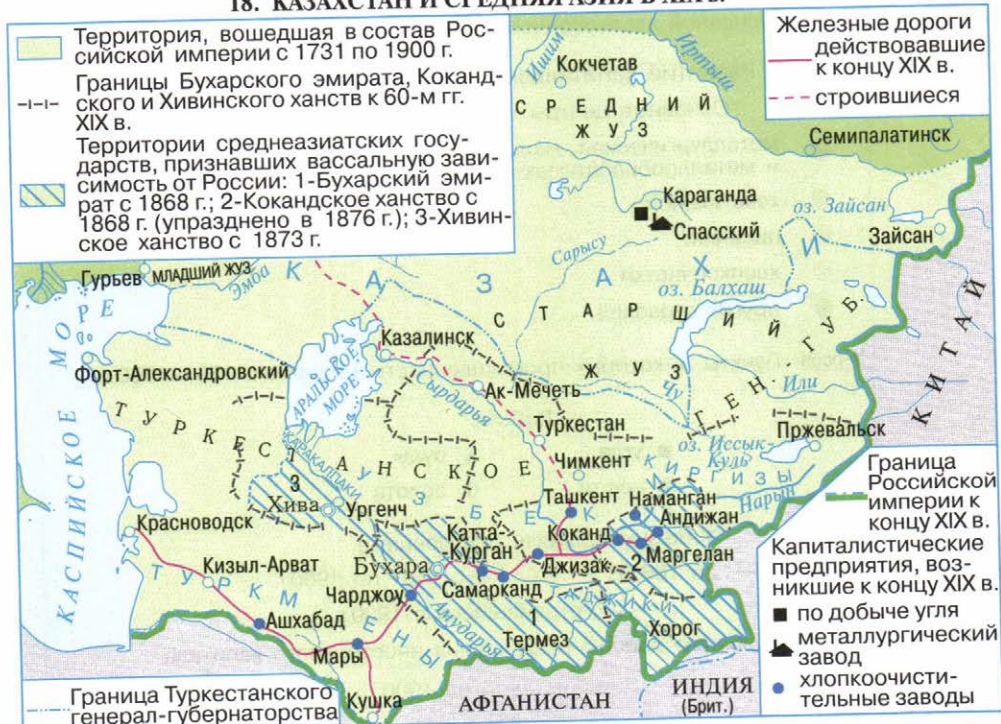 18. КАЗАХСТАН И СРЕДНЯЯ АЗИЯ В XIX в.
Территория, вошедшая в состав Рос-
сийской империи с 1731 по 1900 г.
Границы Бухарского эмирата, Коканд-
ского и Хивинского ханств к 60-м гг.
XIX в.
Территории среднеазиатских госу-
дарств, признавших вассальную зави-
симость от России: 1-Бухарский эми-
рат с 1868 г.; 2-Кокандское ханство с
1868 г. (упразднено в 1876 г.); 3-Хивин-
ское ханство с 1873 г.
Железные дороги
действовавшие
к концу XIX в.
строившиеся
Ишим
Иртыш
Кокчетав
СРЕДНИЙ
ЖУЗ
Семипалатинск
Караганда
Спасский
оз. Зайсан
Зайсан
Сарысу
Гурьев
МЛАДШИЙ ЖУЗ
Эмба
КАЗАХИ
оз. Балхаш
СТАРШИЙ
ЖУЗ
КИТАЙ
КАСПИЙСКОЕ МОРЕ
Форт-Александровский
АРАЛЬСКОЕ
МОРЕ
Казалинск
Сырдарья
Ак-Мечеть
Чу
Или
ТУРКЕСТАНСКОЕ
ГЕН.
ГУБ.
Туркестан
оз. Иссык-
Куль
Пржевальск
КИРГИЗЫ
Нарын
Чимкент
КАРАКАЛПАКИ
УЗБЕКИ
3
Хива
Ургенч
Ташкент
Наманган
Андижан
Красноводск
Катта-
-Курган
Коканд
Маргелан
Кизыл-Арват
Бухара
Джизак
2
Самарканд
Чарджоу
ТАДЖИКИ
1
ТУРКМЕНЫ
Ашхабад
Амударья
Термез
Хорог
Мары
Кушка
АФГАНИСТАН
ИНДИЯ
(Брит.)
Граница Туркестанского
генерал-губернаторства
Граница
Российской
империи к
концу XIX в.
Капиталистические
предприятия, воз-
никшие к концу XIX в.
по добыче угля
металлургический
завод
хлопкоочисти-
тельные заводы